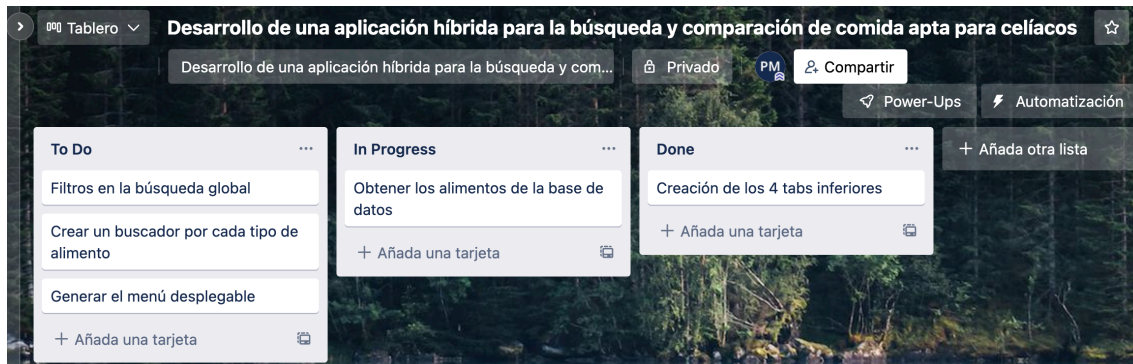 Tablero
Desarrollo de una aplicación híbrida para la búsqueda y comparación de comida apta para celíacos
Desarrollo de una aplicación híbrida para la búsqueda y com...
Privado
PM
Compartir
Power-Ups
Automatización
To Do
Filtros en la búsqueda global
Crear un buscador por cada tipo de
alimento
Generar el menú desplegable
+ Añada una tarjeta
In Progress
Obtener los alimentos de la base de
datos
+ Añada una tarjeta
Done
Creación de los 4 tabs inferiores
+ Añada una tarjeta
+ Añada otra lista